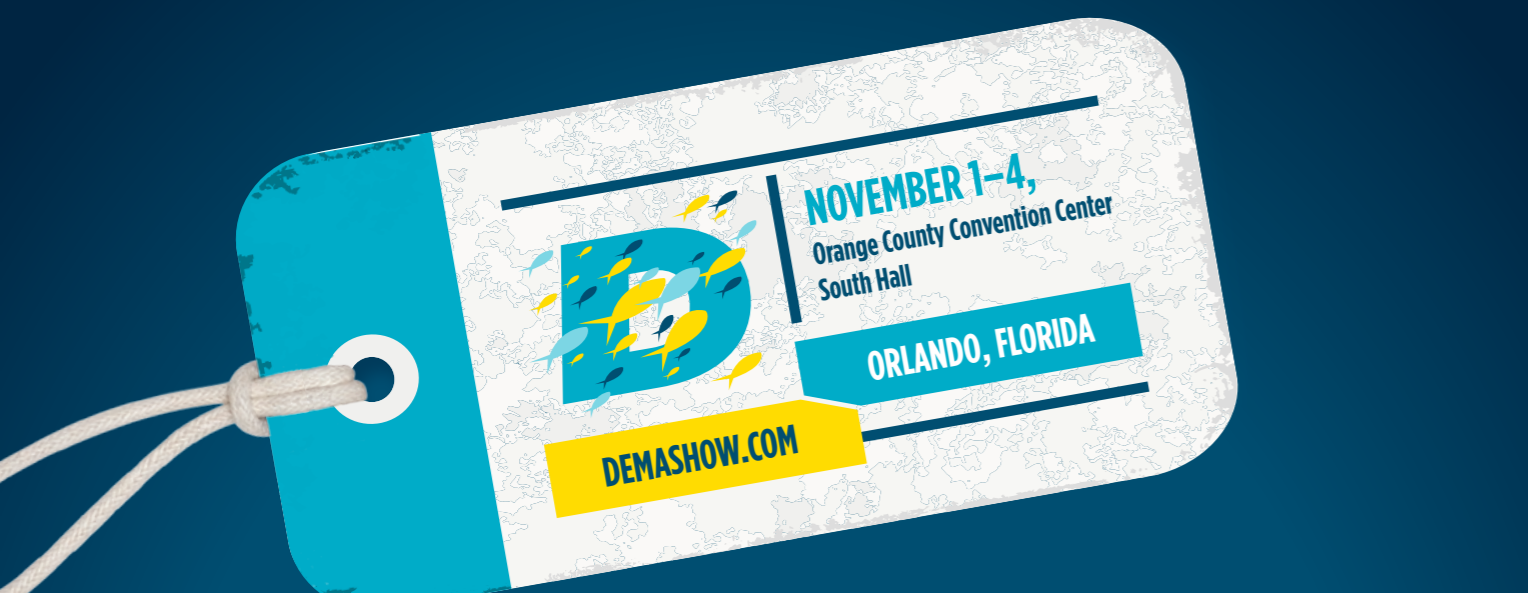 D
NOVEMBER 1–4,
Orange County Convention Center
South Hall
ORLANDO, FLORIDA
DEMASHOW.COM